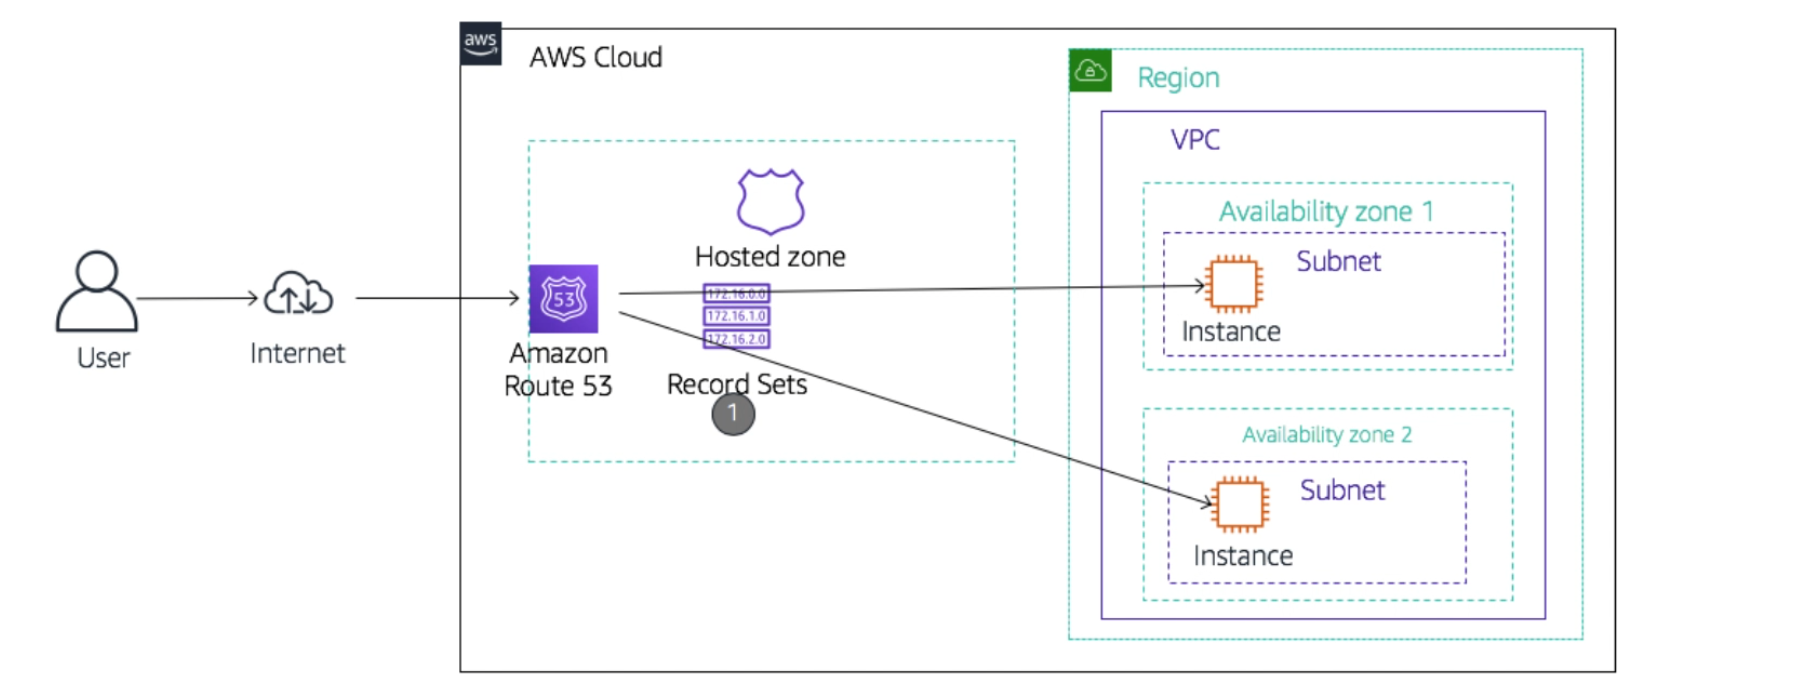 aws
AWS Cloud
Region
VPC
Availability zone 1
Subnet
Instance
Hosted zone
53
172.16.0.0
172.16.1.0
172.16.2.0
User
Internet
Amazon
Route 53
Record Sets
1
Availability zone 2
Subnet
Instance